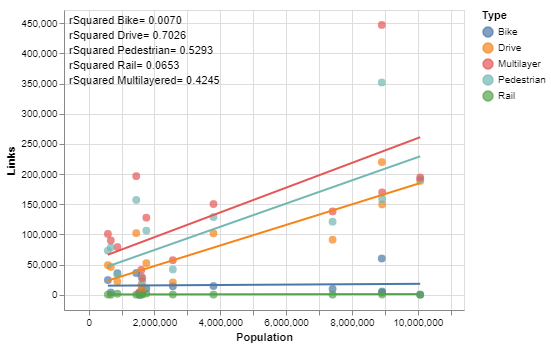 rSquared Bike= 0.0070
rSquared Drive= 0.7026
rSquared Pedestrian= 0.5293
rSquared Rail= 0.0653
rSquared Multilayered= 0.4245
450,000
400,000
350,000
300,000
250,000
200,000
150,000
100,000
50,000
0
Links
0
2,000,000
4,000,000
6,000,000
8,000,000
10,000,000
Population
Type
Bike
Drive
Multilayer
Pedestrian
Rail